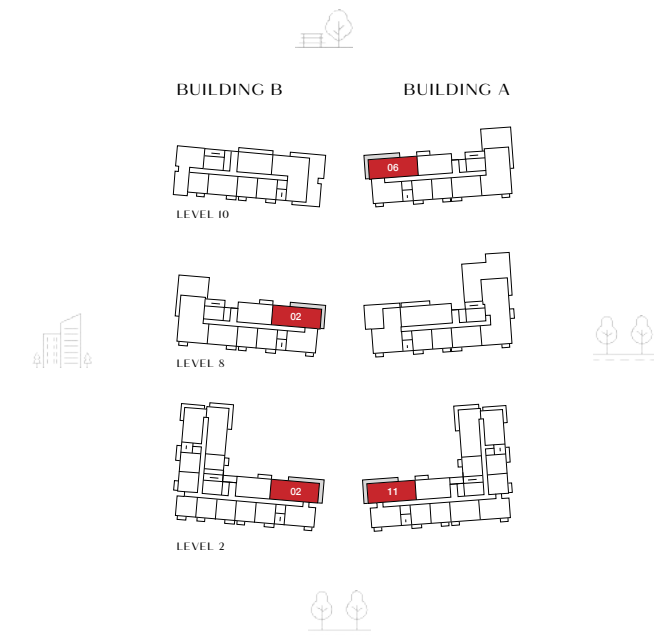 BUILDING B
BUILDING A
06
LEVEL 10
02
LEVEL 8
02
11
LEVEL 2